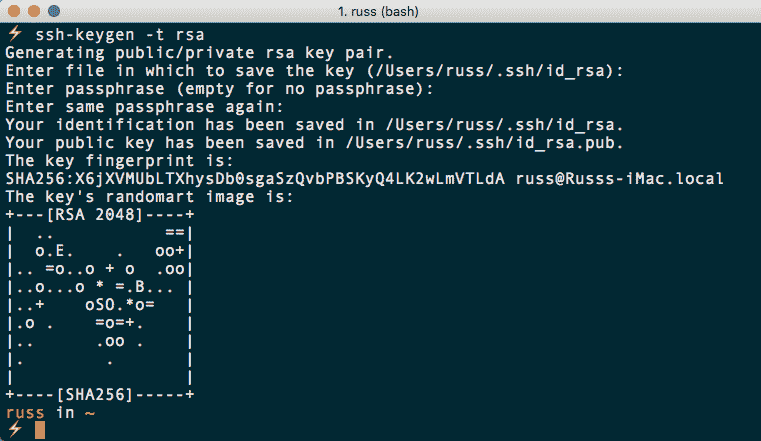 1. russ (bash)
⚡ ssh-keygen -t rsa
Generating public/private rsa key pair.
Enter file in which to save the key (/Users/russ/.ssh/id_rsa):
Enter passphrase (empty for no passphrase):
Enter same passphrase again:
Your identification has been saved in /Users/russ/.ssh/id_rsa.
Your public key has been saved in /Users/russ/.ssh/id_rsa.pub.
The key fingerprint is:
SHA256:X6jXVMUbLTXhysDb0sgaSzQvbPBSKyQ4LK2wLmVTLdA russ@Russs-iMac.local
The key's randomart image is:
+---[RSA 2048]----+
|  ..           ==|
|  o.E.    .   oo+|
|.. =o..o + o  .oo|
|..o...o * =.B... |
|..+    oSO.*o=   |
|.o .    =o=+.    |
|..      .oo .    |
|.        .       |
|                 |
+----[SHA256]-----+
russ in ~
⚡